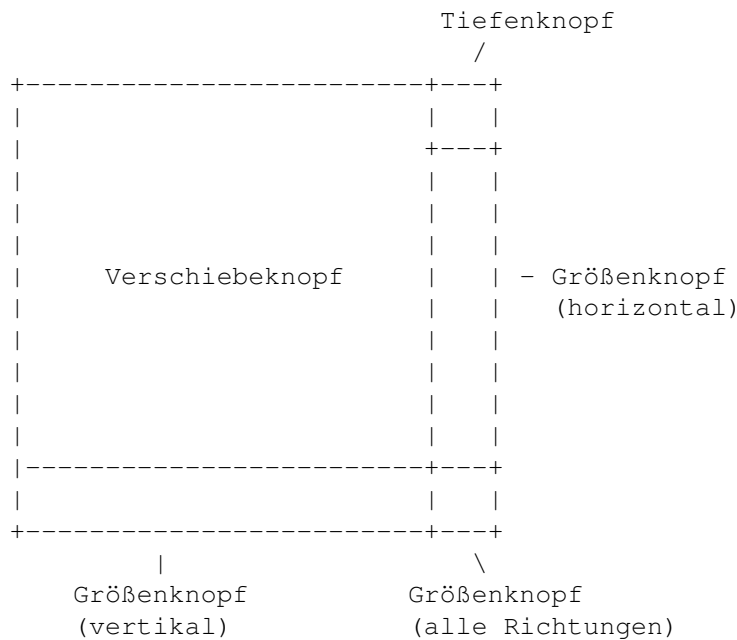 Tiefenknopf
Verschiebeknopf
- Größenknopf
(horizontal)
Größenknopf Größenknopf
(vertikal) (alle Richtungen)